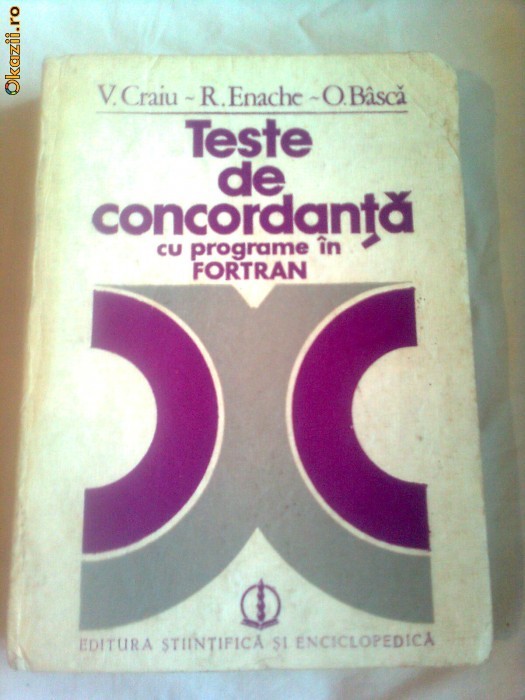 Okazii.ro
V. Craiu ~ R. Enache ~ O. Bâscă
Teste
de
concordanță
cu programe în
FORTRAN
EDITURA ȘTIINȚIFICĂ ȘI ENCICLOPEDICĂ